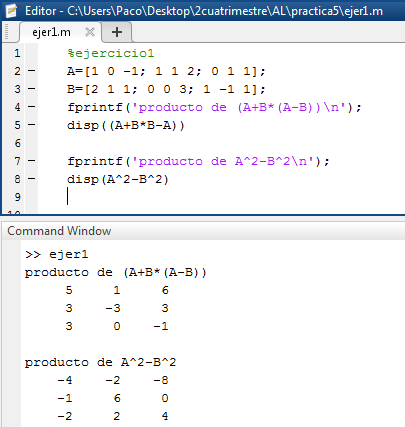 Editor - C:\Users\Paco\Desktop\2cuatrimestre\AL\practica5\ejer1.m
ejer1.m × +
1 %ejercicio1
2 - A=[1 0 -1; 1 1 2; 0 1 1];
3 - B=[2 1 1; 0 0 3; 1 -1 1];
4 - fprintf('producto de (A+B*(A-B))\n');
5 - disp((A+B*B-A))
6
7 - fprintf('producto de A^2-B^2\n');
8 - disp(A^2-B^2)
9
10
Command Window
>> ejer1
producto de (A+B*(A-B))
5 1 6
3 -3 3
3 0 -1
producto de A^2-B^2
-4 -2 -8
-1 6 0
-2 2 4